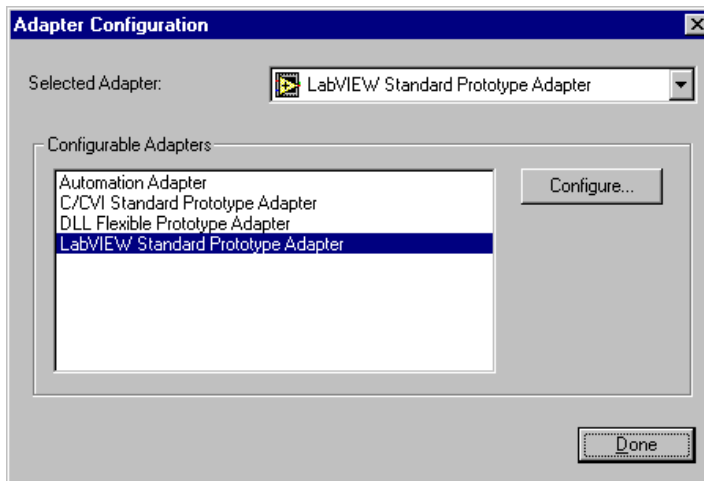 Adapter Configuration
Selected Adapter:
LabVIEW Standard Prototype Adapter
Configurable Adapters
Automation Adapter
C/CVI Standard Prototype Adapter
DLL Flexible Prototype Adapter
LabVIEW Standard Prototype Adapter
Configure...
Done